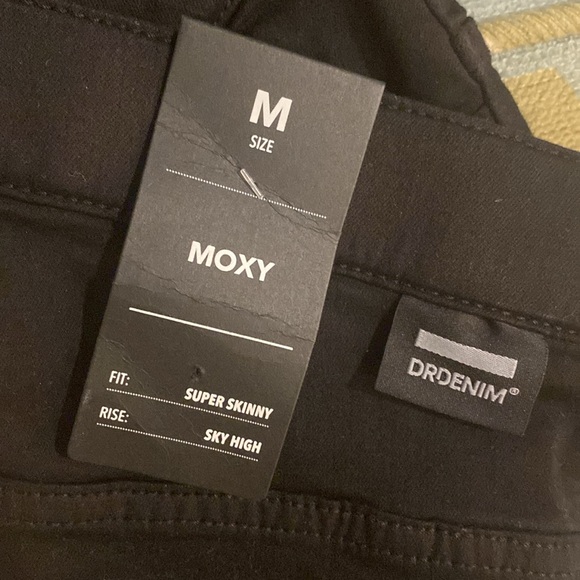 M
SIZE
MOXY
FIT: SUPER SKINNY
RISE: SKY HIGH
DRDENIM®